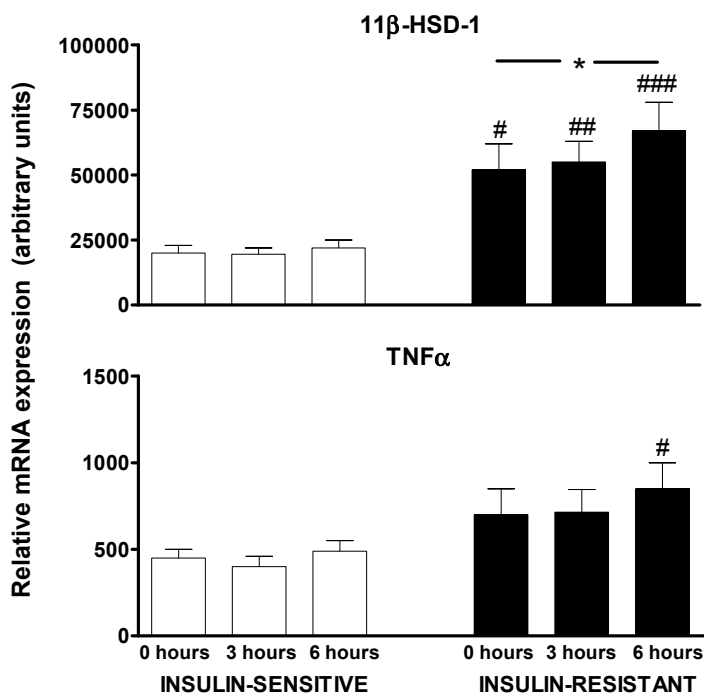 11β-HSD-1
Relative mRNA expression (arbitrary units)
100000
75000
50000
25000
0
*
#
##
###
TNFα
1500
1000
500
0
#
0 hours 3 hours 6 hours 0 hours 3 hours 6 hours
INSULIN-SENSITIVE INSULIN-RESISTANT